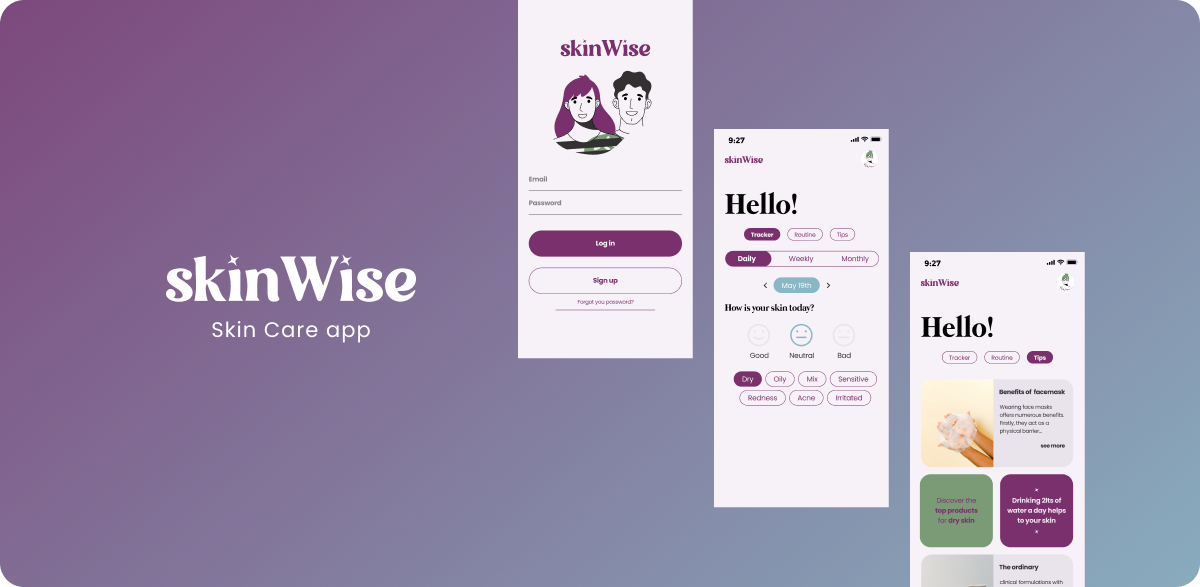 skinWise
Skin Care app
skinWise
Email
Password
Log in
Sign up
Forgot you password?
9:27
skinWise
Hello!
Tracker Routine Tips
Daily Weekly Monthly
< May 19th >
How is your skin today?
Good Neutral Bad
Dry Oily Mix Sensitive
Redness Acne Irritated
9:27
skinWise
Hello!
Tracker Routine Tips
Benefits of facemask
Wearing face masks
offers numerous benefits.
Firstly, they act as a
physical barrier...
see more
Discover the
top products
for dry skin
Drinking 2lts of
water a day helps
to your skin
The ordinary
clinical formulations with